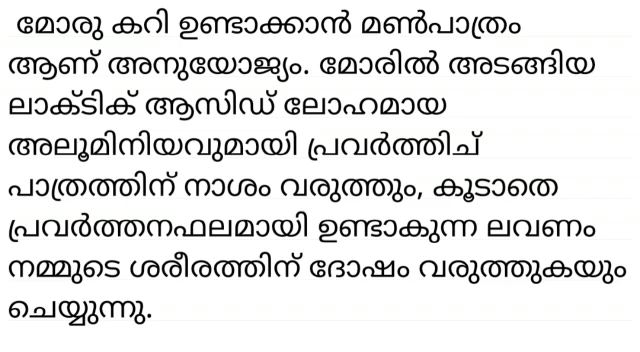 മോരു കറി ഉണ്ടാക്കാൻ മൺപാത്രം
ആണ് അനുയോജ്യം. മോരിൽ അടങ്ങിയ
ലാക്ടിക് ആസിഡ് ലോഹമായ
അലൂമിനിയവുമായി പ്രവർത്തിച്
പാത്രത്തിന് നാശം വരുത്തും, കൂടാതെ
പ്രവർത്തനഫലമായി ഉണ്ടാകുന്ന ലവണം
നമ്മുടെ ശരീരത്തിന് ദോഷം വരുത്തുകയും
ചെയ്യുന്നു.